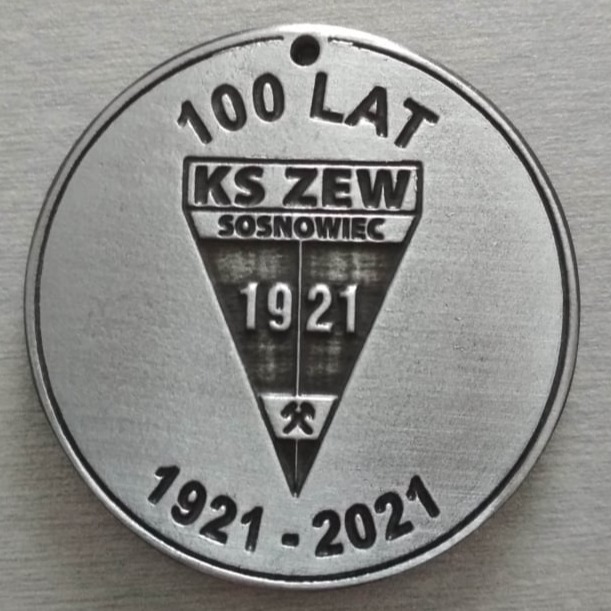 100 LAT
KS ZEW
SOSNOWIEC
1921
1921 - 2021